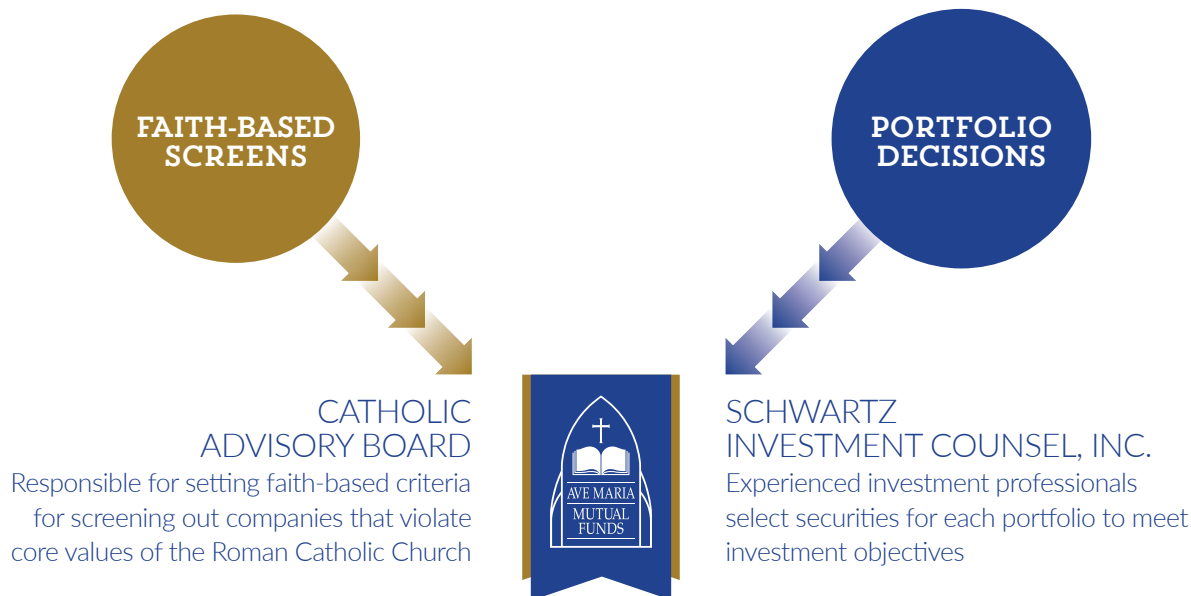 FAITH-BASED
SCREENS
PORTFOLIO
DECISIONS
CATHOLIC
ADVISORY BOARD
Responsible for setting faith-based criteria
for screening out companies that violate
core values of the Roman Catholic Church
AVE MARIA
MUTUAL
FUNDS
SCHWARTZ
INVESTMENT COUNSEL, INC.
Experienced investment professionals
select securities for each portfolio to meet
investment objectives